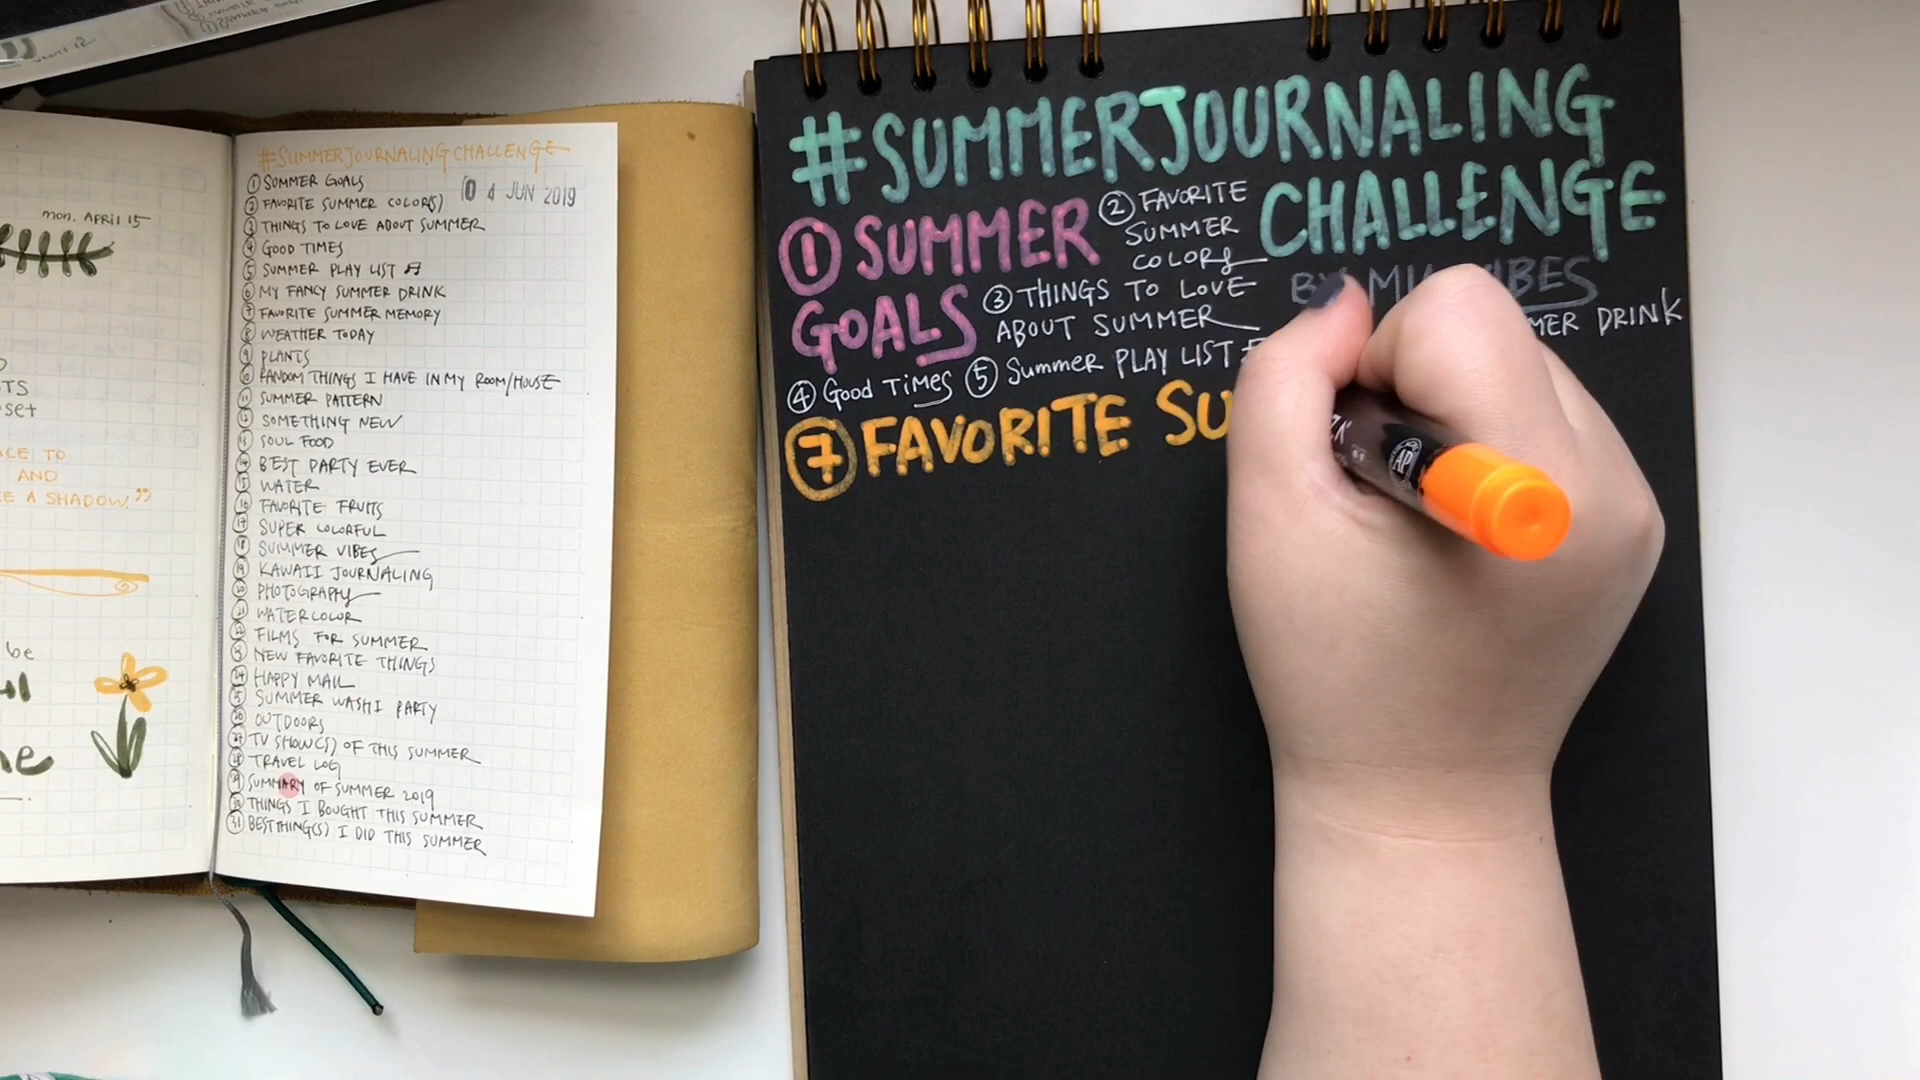 mon. APRIL 15
be
#SUMMERJOURNALINGCHALLENGE
04 JUN 2019
① SUMMER GOALS
② FAVORITE SUMMER COLOR(S)
③ THINGS TO LOVE ABOUT SUMMER
④ GOOD TIMES
⑤ SUMMER PLAY LIST ♫
⑥ MY FANCY SUMMER DRINK
⑦ FAVORITE SUMMER MEMORY
⑧ WEATHER TODAY
⑨ PLANTS
⑩ RANDOM THINGS I HAVE IN MY ROOM/HOUSE
⑪ SUMMER PATTERN
⑫ SOMETHING NEW
⑬ SOUL FOOD
⑭ BEST PARTY EVER
⑮ WATER
⑯ FAVORITE FRUITS
⑰ SUPER COLORFUL
⑱ SUMMER VIBES
⑲ KAWAII JOURNALING
⑳ PHOTOGRAPHY
㉑ WATERCOLOR
㉒ FILMS FOR SUMMER
㉓ NEW FAVORITE THINGS
㉔ HAPPY MAIL
㉕ SUMMER WASHI PARTY
㉖ OUTDOORS
㉗ TV SHOW(S) OF THIS SUMMER
㉘ TRAVEL LOG
㉙ SUMMARY OF SUMMER 2019
㉚ THINGS I BOUGHT THIS SUMMER
㉛ BEST THING(S) I DID THIS SUMMER
TO
AND
A SHADOW."
#SUMMERJOURNALING
CHALLENGE
① SUMMER
GOALS
② FAVORITE
SUMMER
COLORS
③ THINGS TO LOVE
ABOUT SUMMER
④ Good Times ⑤ Summer PLAY LIST
DRINK
⑦ FAVORITE SU
AP